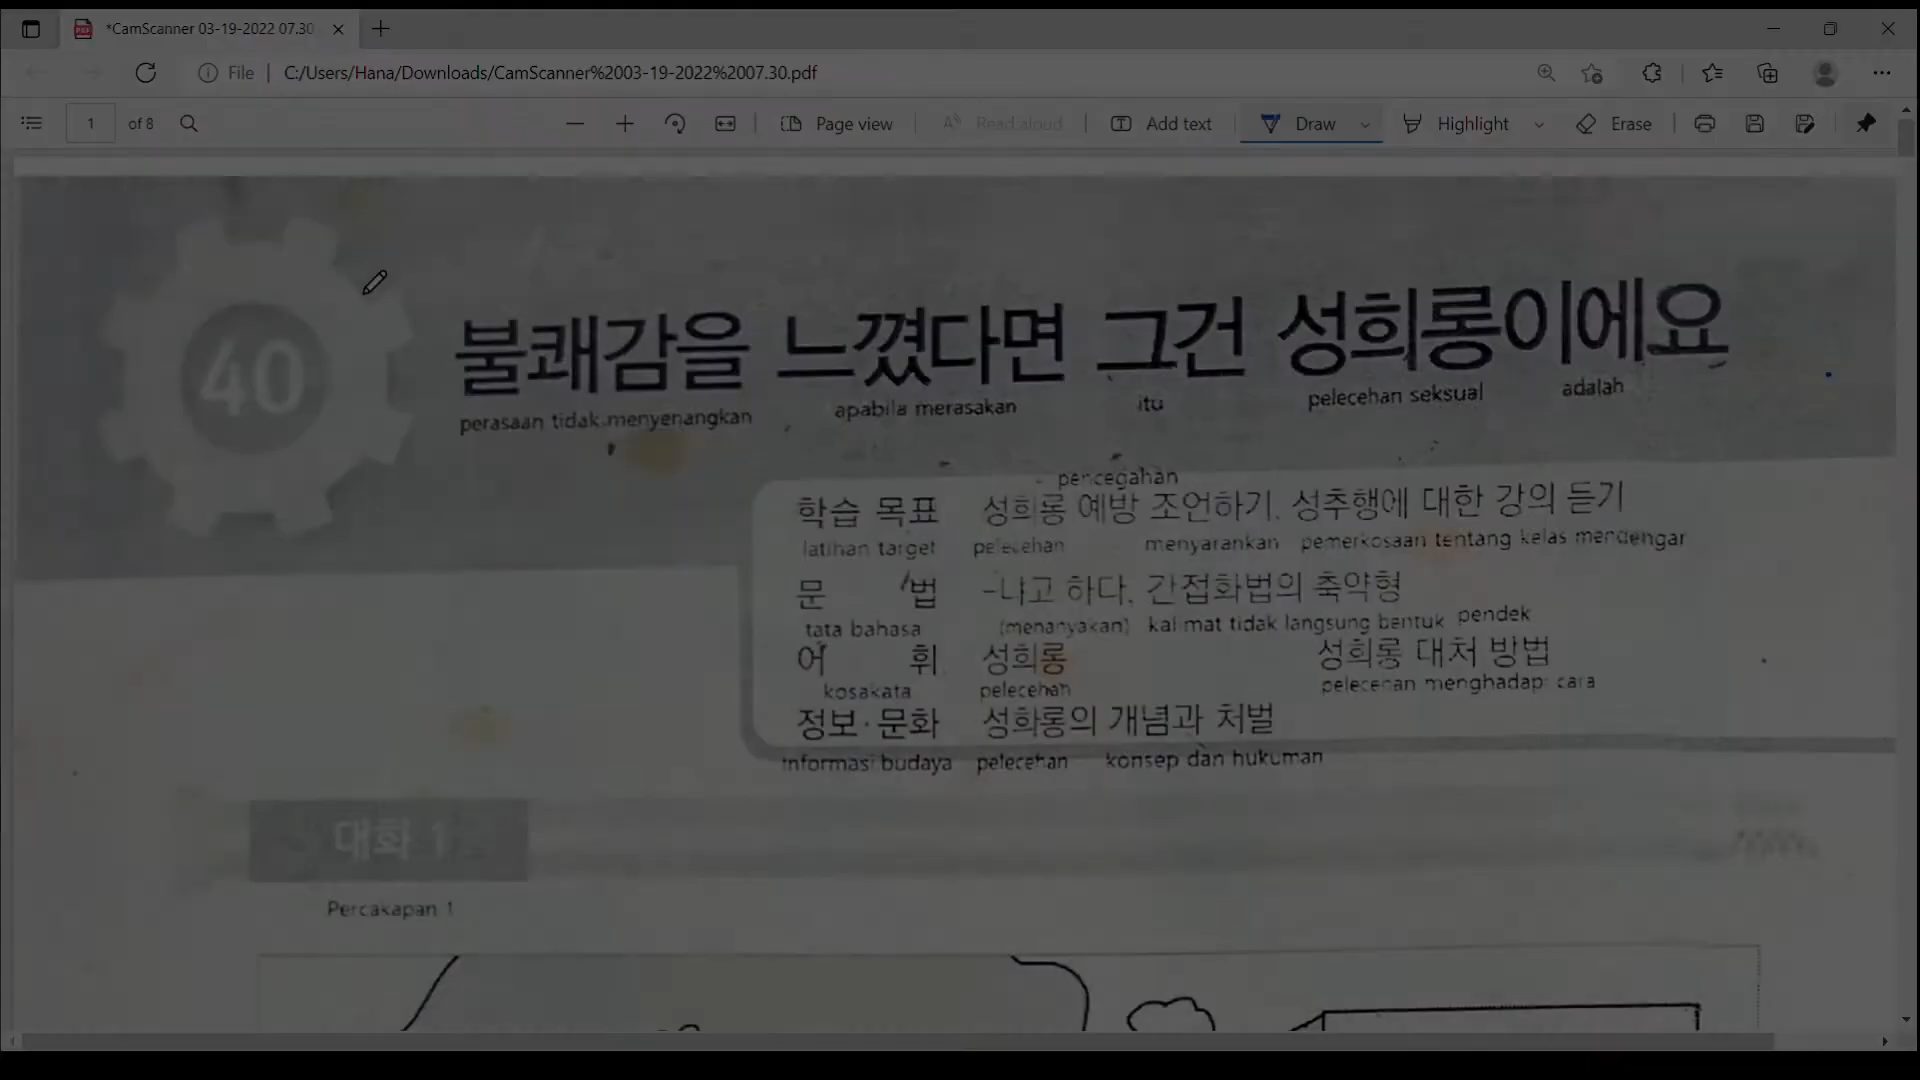 *CamScanner 03-19-2022 07.30
File | C:/Users/Hana/Downloads/CamScanner%2003-19-2022%2007.30.pdf
1 of 8 Page view Read aloud Add text Draw Highlight Erase
40
불쾌감을 느꼈다면 그건 성희롱이에요
perasaan tidak menyenangkan apabila merasakan itu pelecehan seksual adalah
pencegahan
학습 목표 성희롱 예방 조언하기, 성추행에 대한 강의 듣기
latihan target pelecehan menyarankan pemerkosaan tentang kelas mendengar
문 법 -냐고 하다, 간접화법의 축약형
tata bahasa (menanyakan) kalimat tidak langsung bentuk pendek
어 휘 성희롱 성희롱 대처 방법
kosakata pelecehan pelecehan menghadapi cara
정보·문화 성희롱의 개념과 처벌
informasi budaya pelecehan konsep dan hukuman
대화 1
Percakapan 1